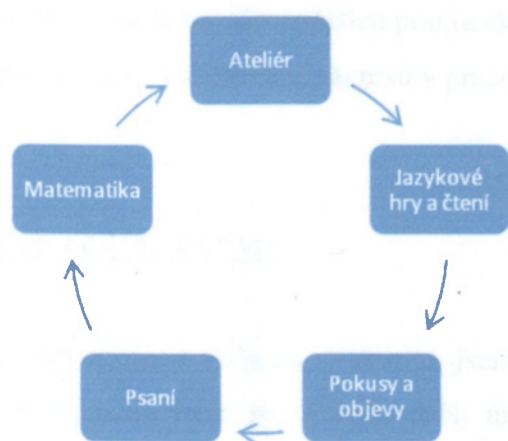 Ateliér
Jazykové
hry a čtení
Pokusy a
objevy
Psaní
Matematika